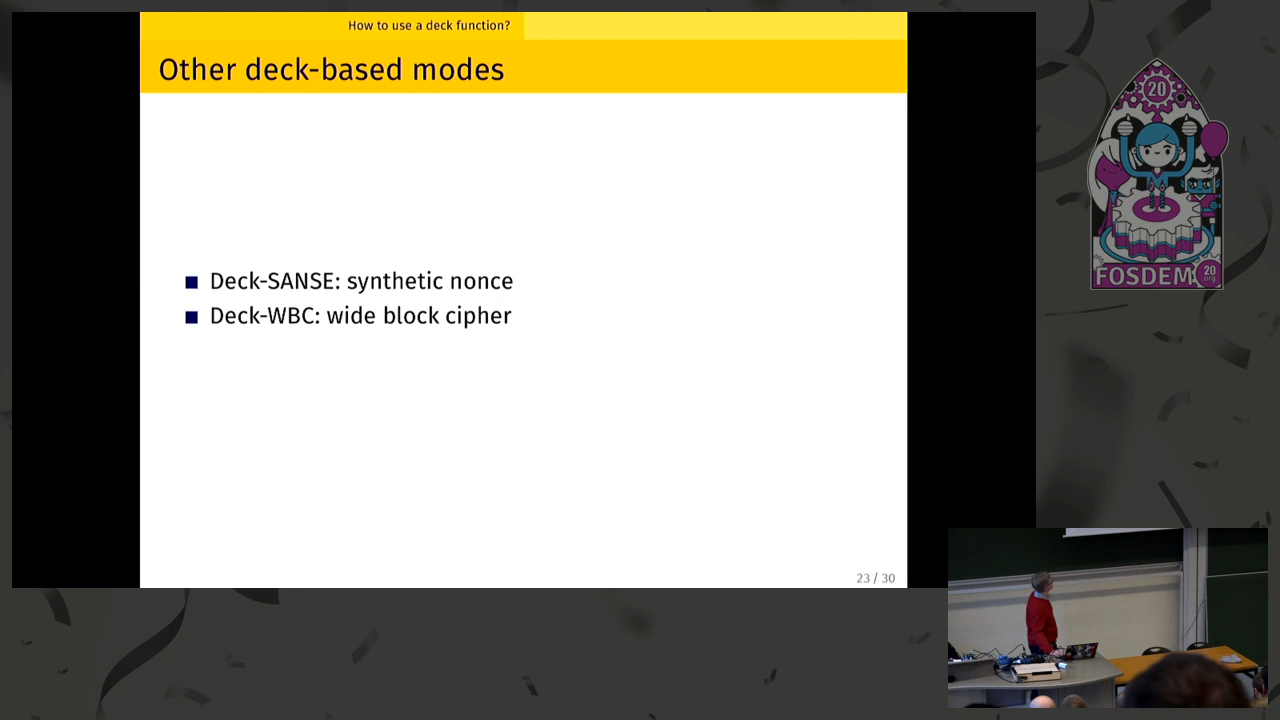 How to use a deck function?
Other deck-based modes
Deck-SANSE: synthetic nonce
Deck-WBC: wide block cipher
23 / 30
20
FOSDEM
20
org